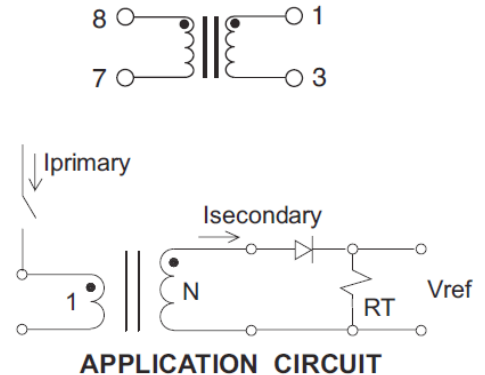 8 1
7 3
Iprimary
Isecondary
1 N RT Vref
APPLICATION CIRCUIT